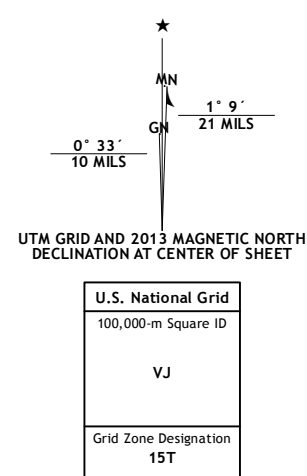 ★
MN
1° 9´
21 MILS
GN
0° 33´
10 MILS
UTM GRID AND 2013 MAGNETIC NORTH
DECLINATION AT CENTER OF SHEET
U.S. National Grid
100,000-m Square ID
VJ
Grid Zone Designation
15T